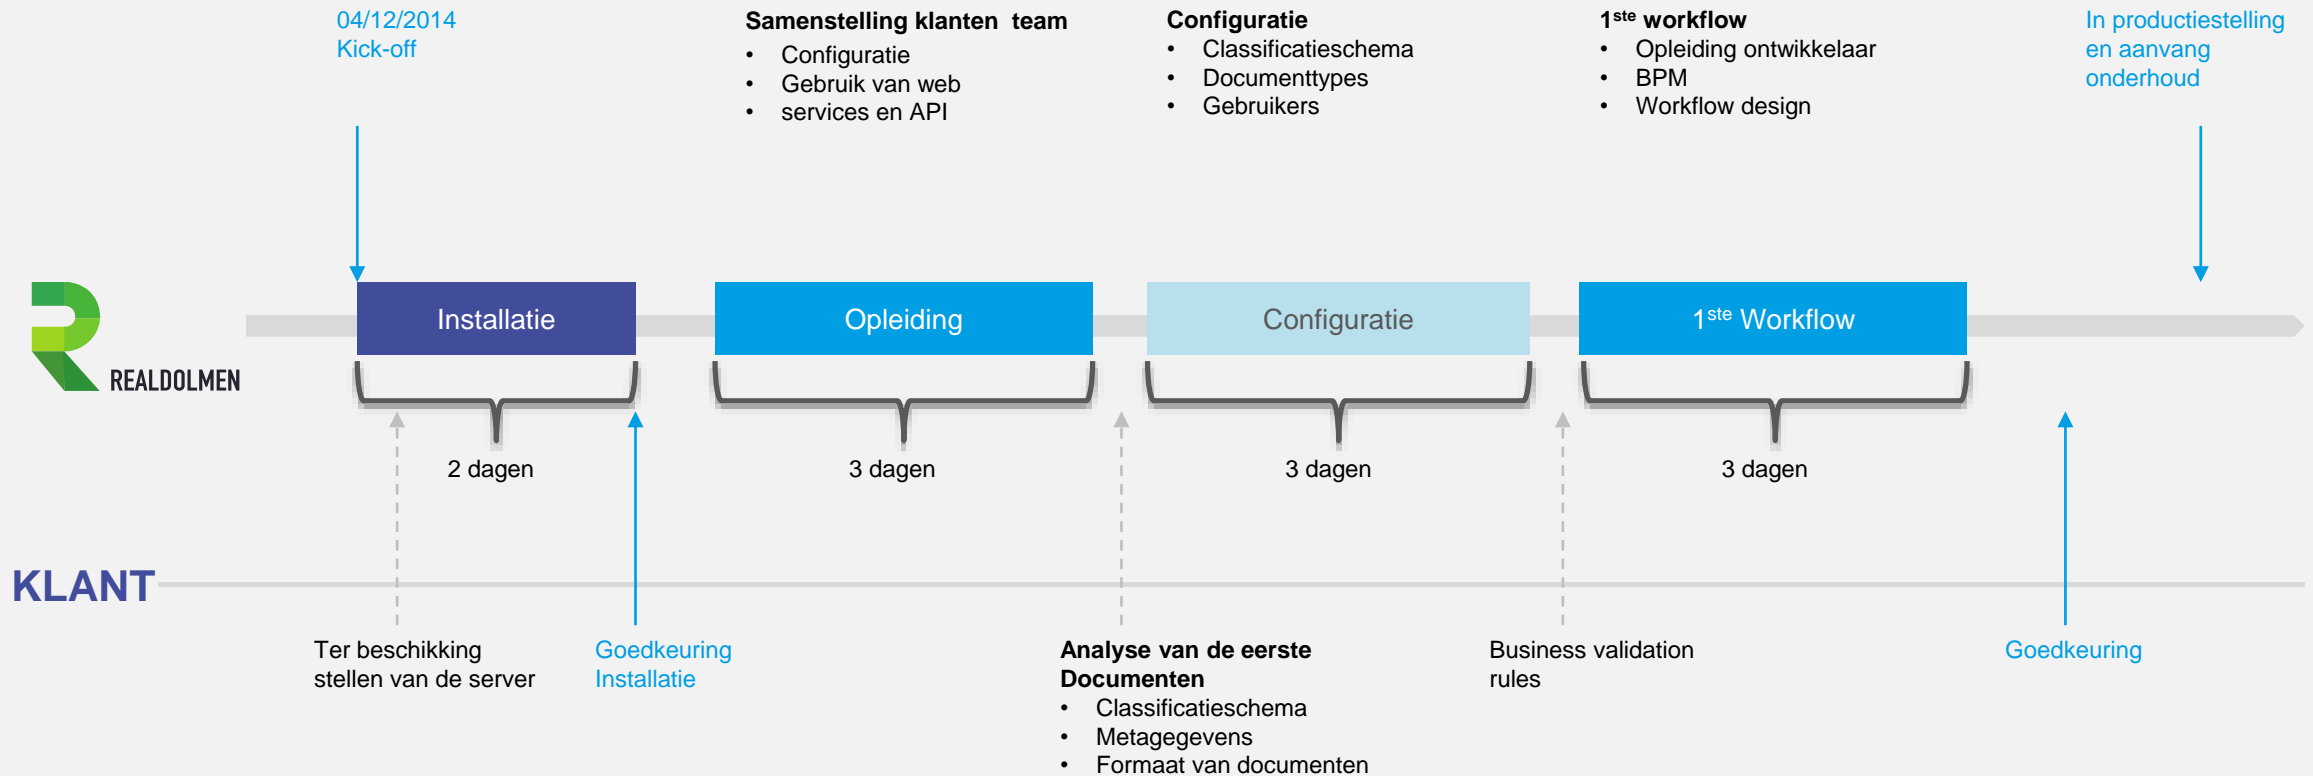 04/12/2014
Kick-off
Samenstelling klanten team
• Configuratie
• Gebruik van web
• services en API
Configuratie
• Classificatieschema
• Documenttypes
• Gebruikers
1ste workflow
• Opleiding ontwikkelaar
• BPM
• Workflow design
In productiestelling
en aanvang
onderhoud
REALDOLMEN
Installatie
Opleiding
Configuratie
1ste Workflow
2 dagen
3 dagen
3 dagen
3 dagen
KLANT
Ter beschikking
stellen van de server
Goedkeuring
Installatie
Analyse van de eerste
Documenten
• Classificatieschema
• Metagegevens
• Formaat van documenten
Business validation
rules
Goedkeuring